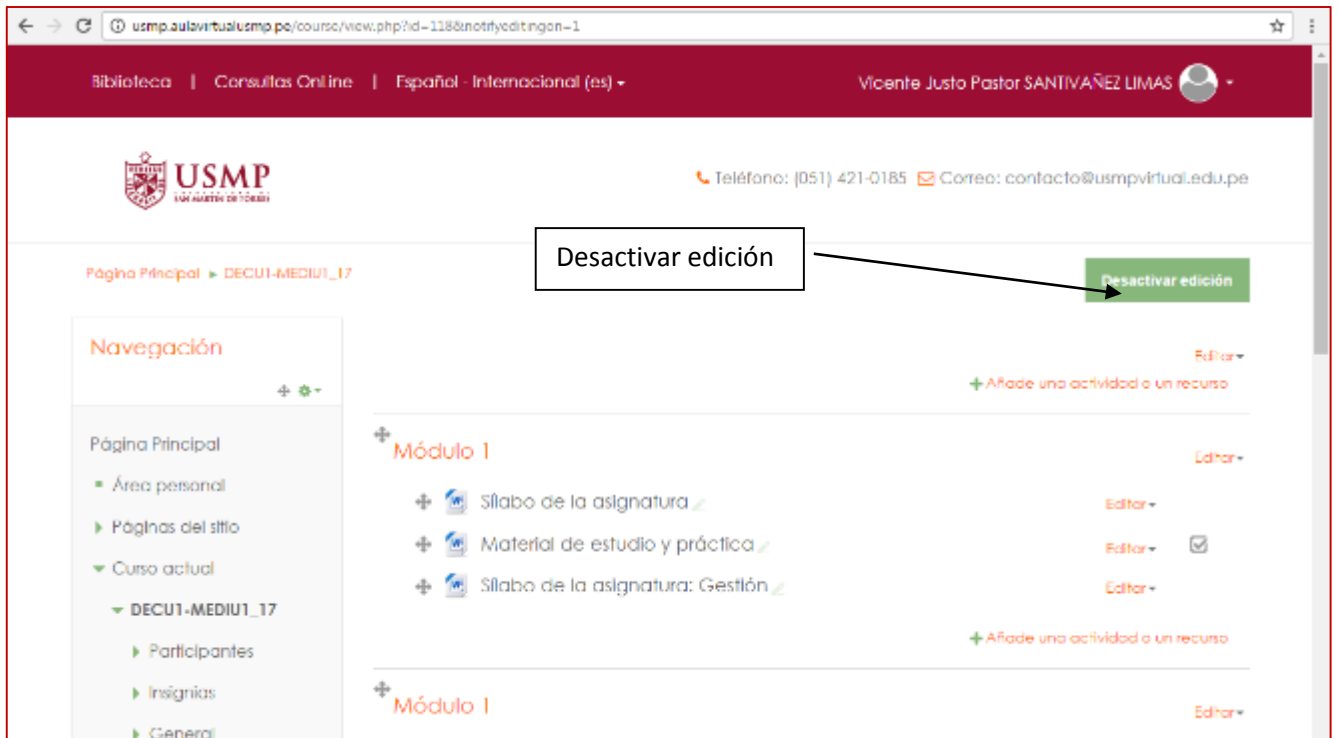 usmp.aulavirtualusmp.pe/course/view.php?id=118&notifyeditingon=1
Biblioteca | Consultas OnLine | Español - Internacional (es)
Vicente Justo Pastor SANTIVAÑEZ LIMAS
USMP
SAN MARTIN DE PORRES
Teléfono: (051) 421-0185 Correo: contacto@usmpvirtual.edu.pe
Desactivar edición
Página Principal ▸ DECU1-MEDIU1_17
Desactivar edición
Navegación
Editar
Añade una actividad o un recurso
Página Principal
Área personal
Páginas del sitio
Curso actual
DECU1-MEDIU1_17
Participantes
Insignias
General
Módulo 1
Editar
Sílabo de la asignatura
Editar
Material de estudio y práctica
Editar
Sílabo de la asignatura: Gestión
Editar
Añade una actividad o un recurso
Módulo 1
Editar